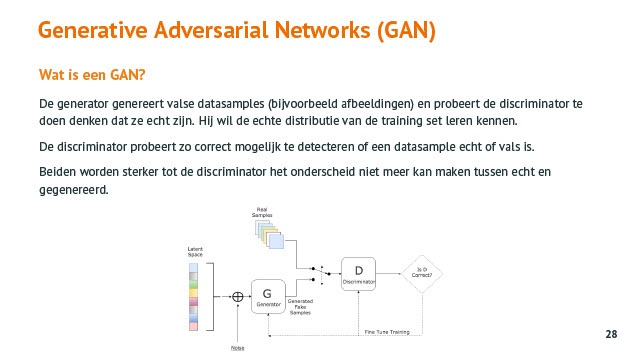 Generative Adversarial Networks (GAN)
Wat is een GAN?
De generator genereert valse datasamples (bijvoorbeeld afbeeldingen) en probeert de discriminator te
doen denken dat ze echt zijn. Hij wil de echte distributie van de training set leren kennen.
De discriminator probeert zo correct mogelijk te detecteren of een datasample echt of vals is.
Beiden worden sterker tot de discriminator het onderscheid niet meer kan maken tussen echt en
gegenereerd.
Real
Samples
Latent
Space
G
Generator
Generated
Fake
Samples
D
Discriminator
Is D
Correct?
Fine Tune Training
Noise
28